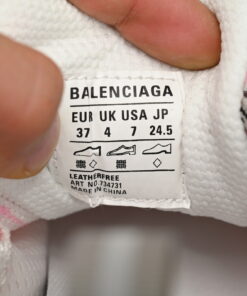 BALENCIAGA
EUR UK USA JP
37 4 7 24.5
LEATHERFREE
ART NO.734731
MADE IN CHINA